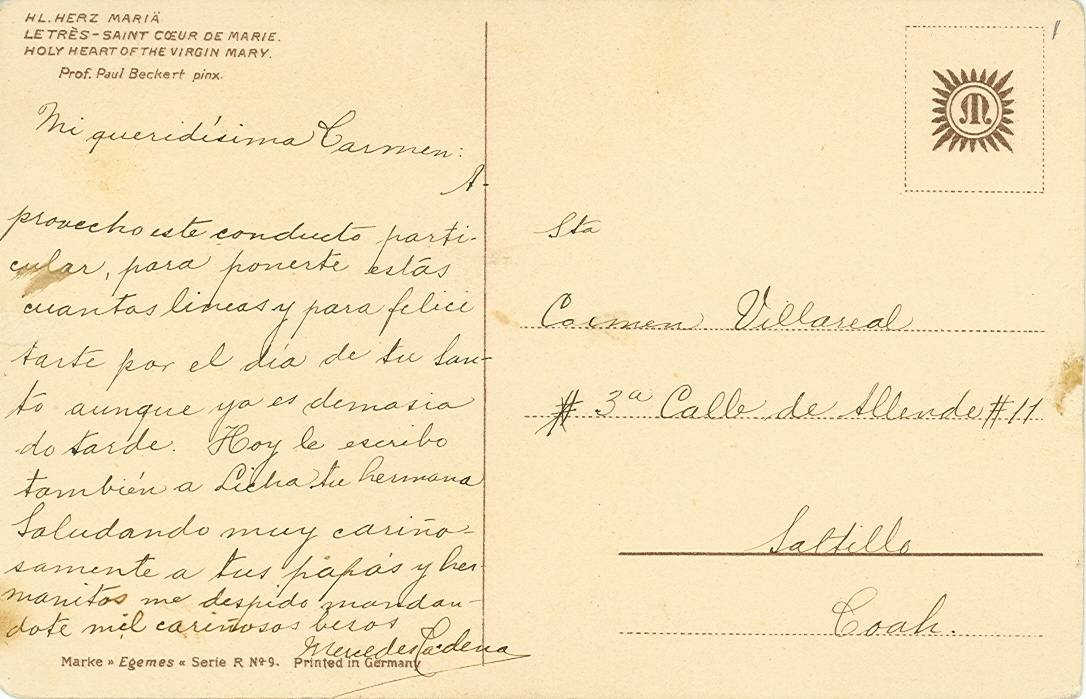 HL. HERZ MARIÄ
LE TRÈS-SAINT CŒUR DE MARIE.
HOLY HEART OF THE VIRGIN MARY.
Prof. Paul Beckert pinx.
Mi queridísima Carmen:
A-
provecho este conducto parti-
cular, para ponerte estás
cuantas lineas y para felici
tarte por el día de tu San-
to aunque ya es demasia
do tarde. Hoy le escribo
también a Licha tu hermana
Saludando muy cariño-
samente a tus papás y her-
manitos me despido mandan-
dote mil cariñosos besos
Mercedes Cadena
Marke » Egemes « Serie R Nº 9. Printed in Germany
M
Sta
Carmen Villareal
# 3a Calle de Allende #11
Saltillo
Coah.